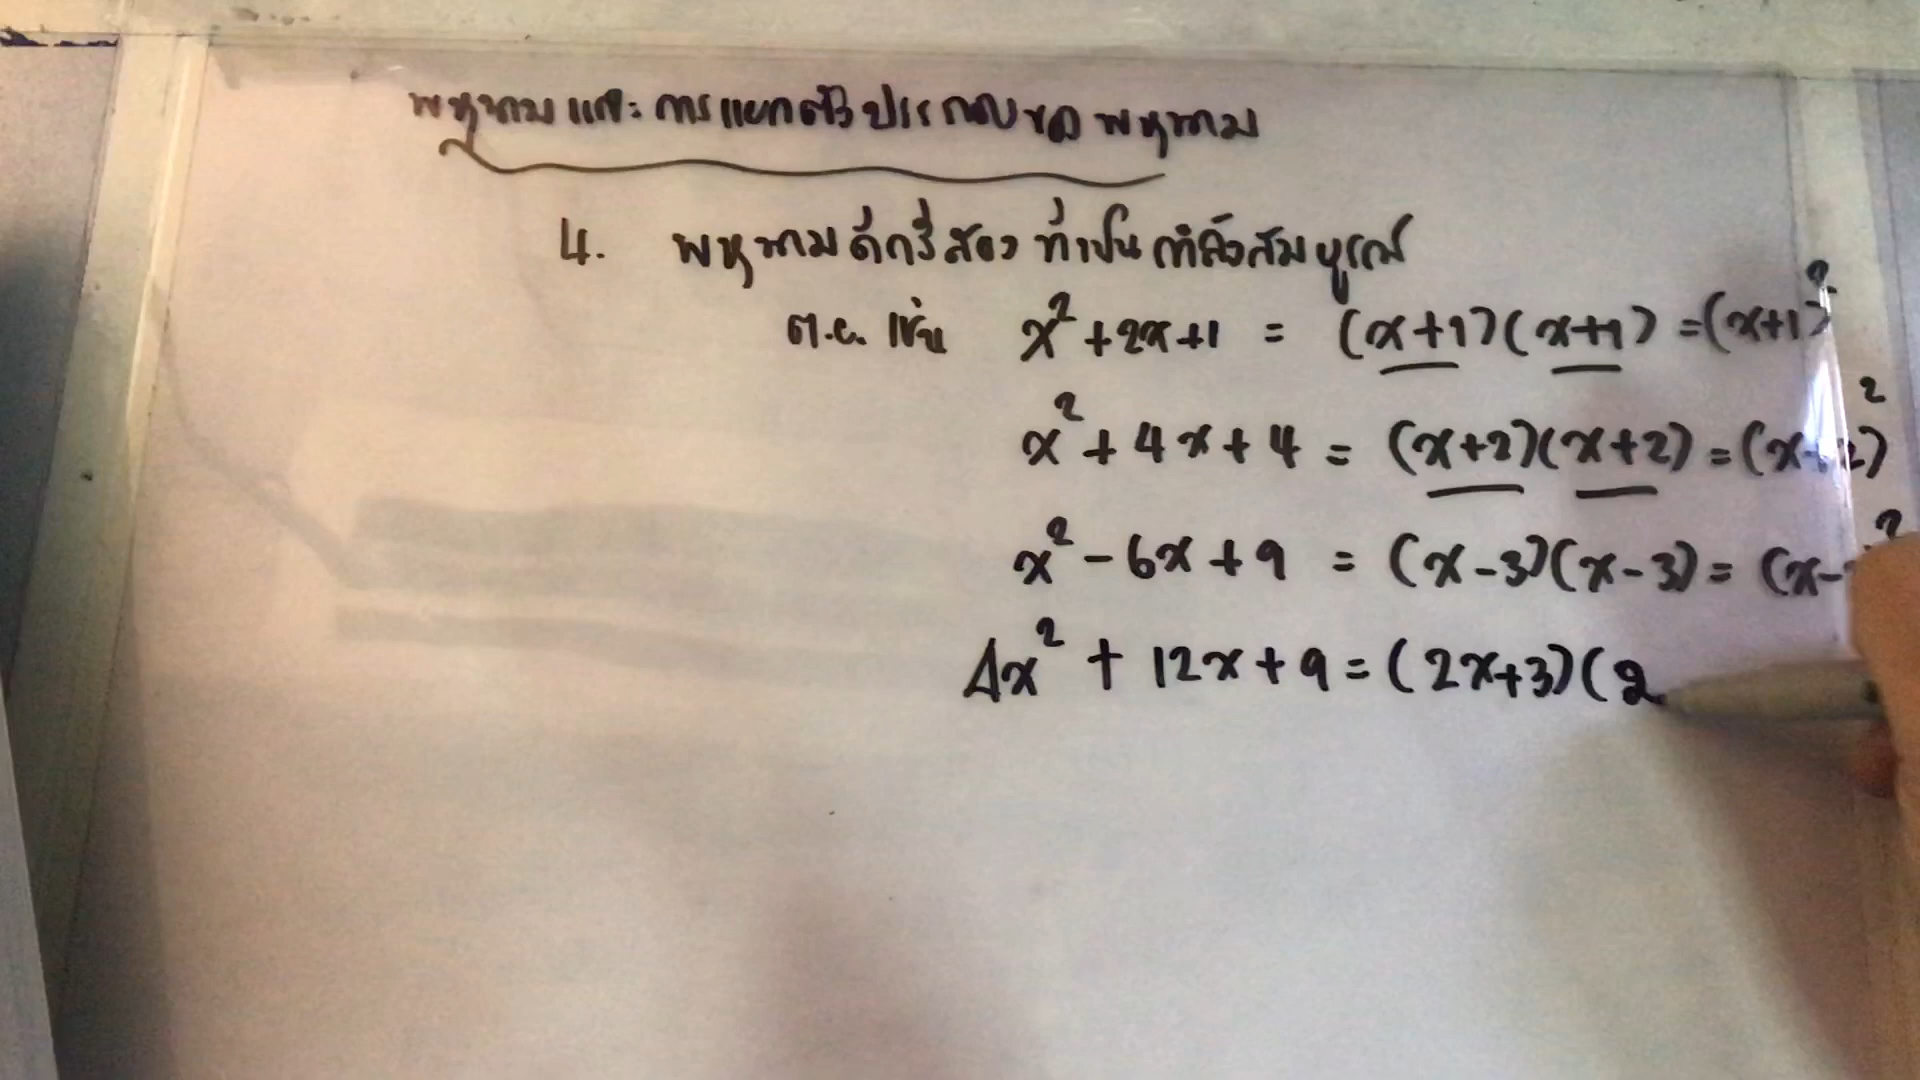 พหุนามและการแยกตัวประกอบของพหุนาม
4. พหุนามดีกรีสองที่เป็นกำลังสมบูรณ์
ต.ย. เช่น x² + 2x + 1 = (x+1)(x+1) = (x+1)²
x² + 4x + 4 = (x+2)(x+2) = (x+2)²
x² - 6x + 9 = (x-3)(x-3) = (x-
4x² + 12x + 9 = (2x+3)(2